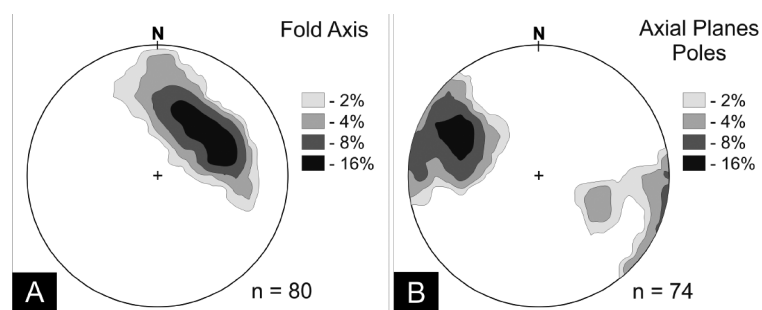 N
Fold Axis
- 2%
- 4%
- 8%
- 16%
A
n = 80
N
Axial Planes
Poles
- 2%
- 4%
- 8%
- 16%
B
n = 74